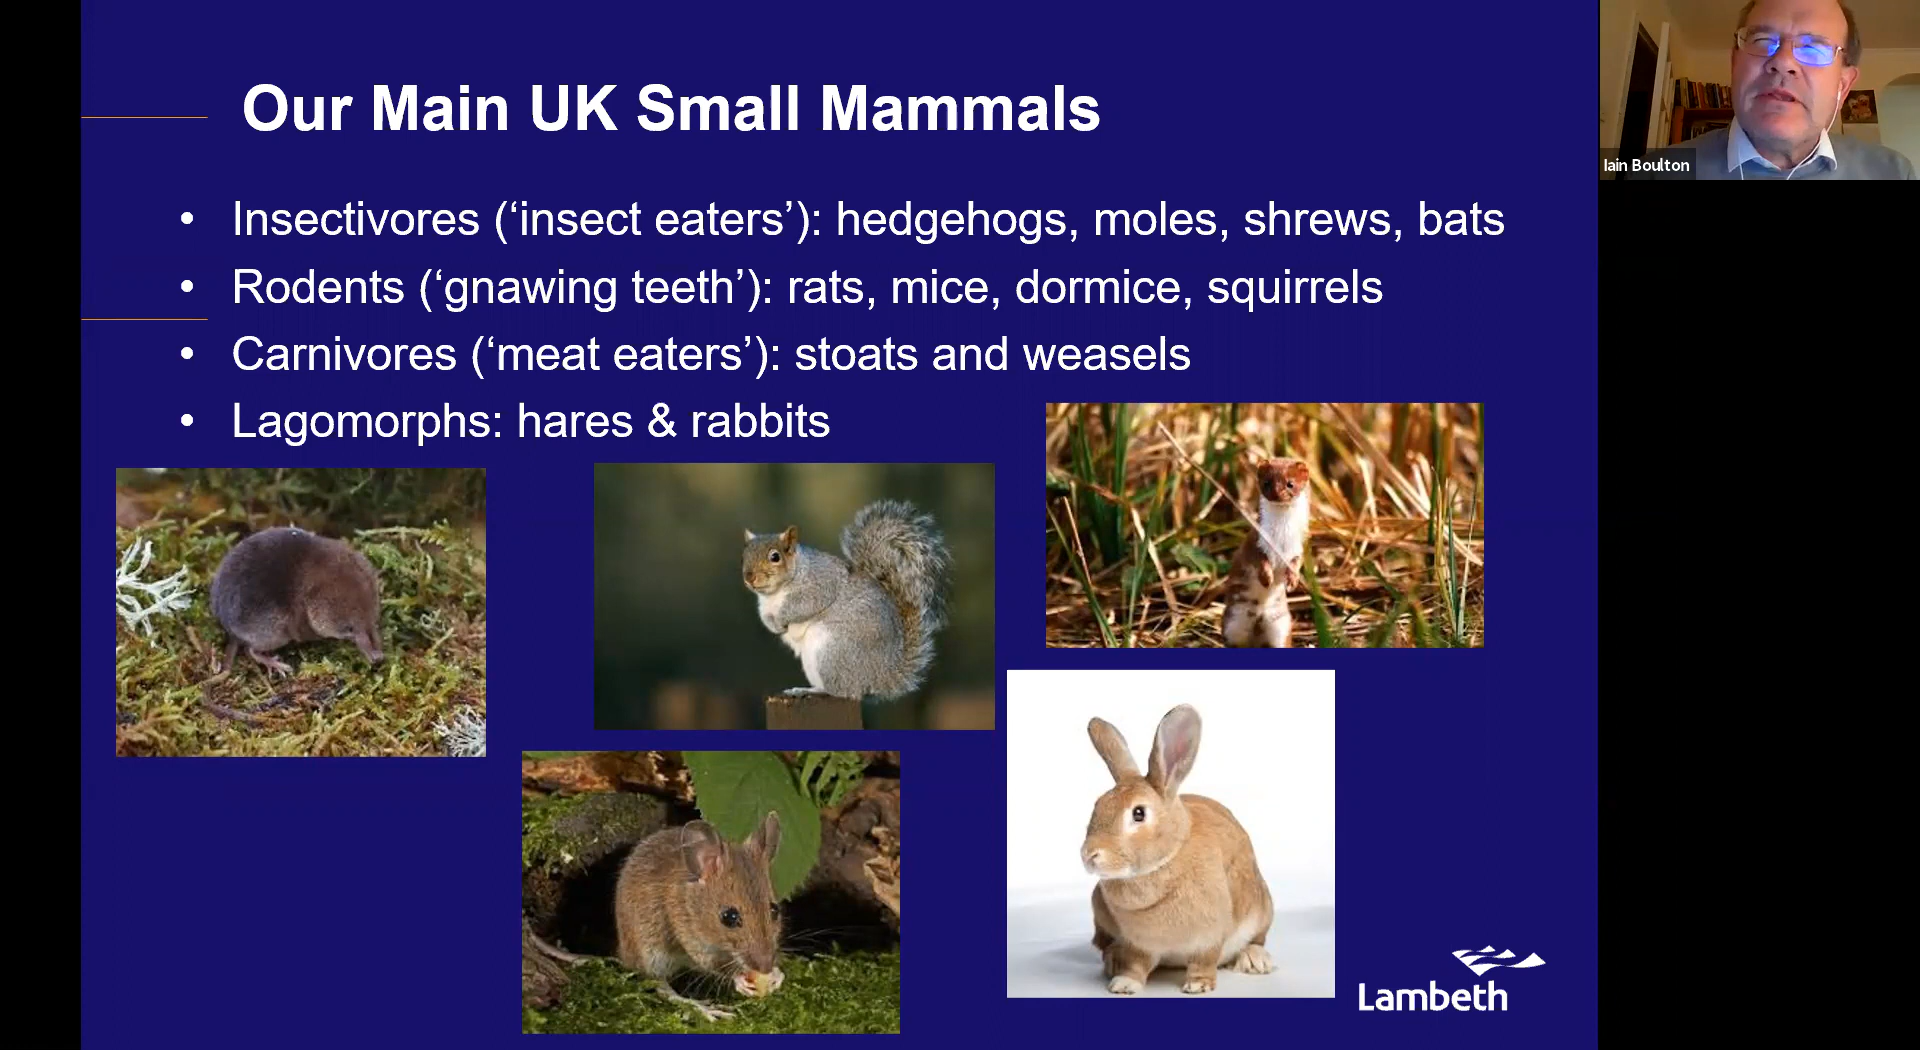 Our Main UK Small Mammals
• Insectivores (‘insect eaters’): hedgehogs, moles, shrews, bats
• Rodents (‘gnawing teeth’): rats, mice, dormice, squirrels
• Carnivores (‘meat eaters’): stoats and weasels
• Lagomorphs: hares & rabbits
Lambeth
Iain Boulton